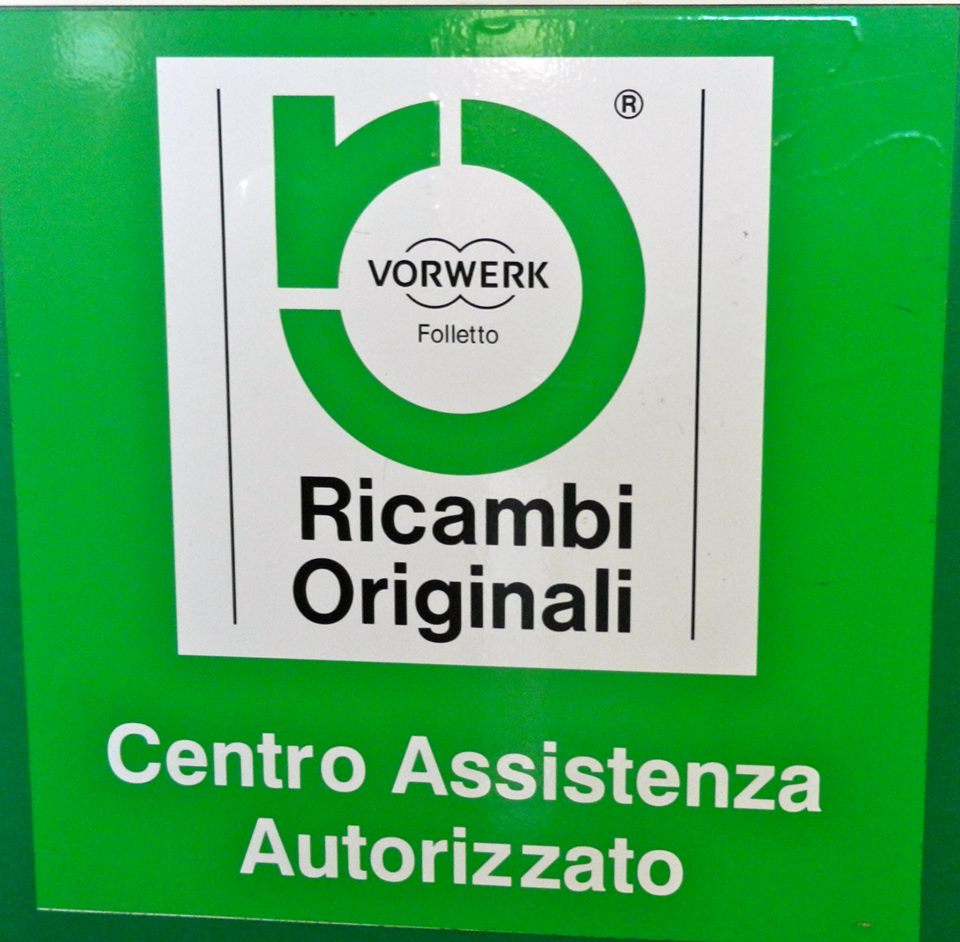 ®
VORWERK
Folletto
Ricambi
Originali
Centro Assistenza
Autorizzato